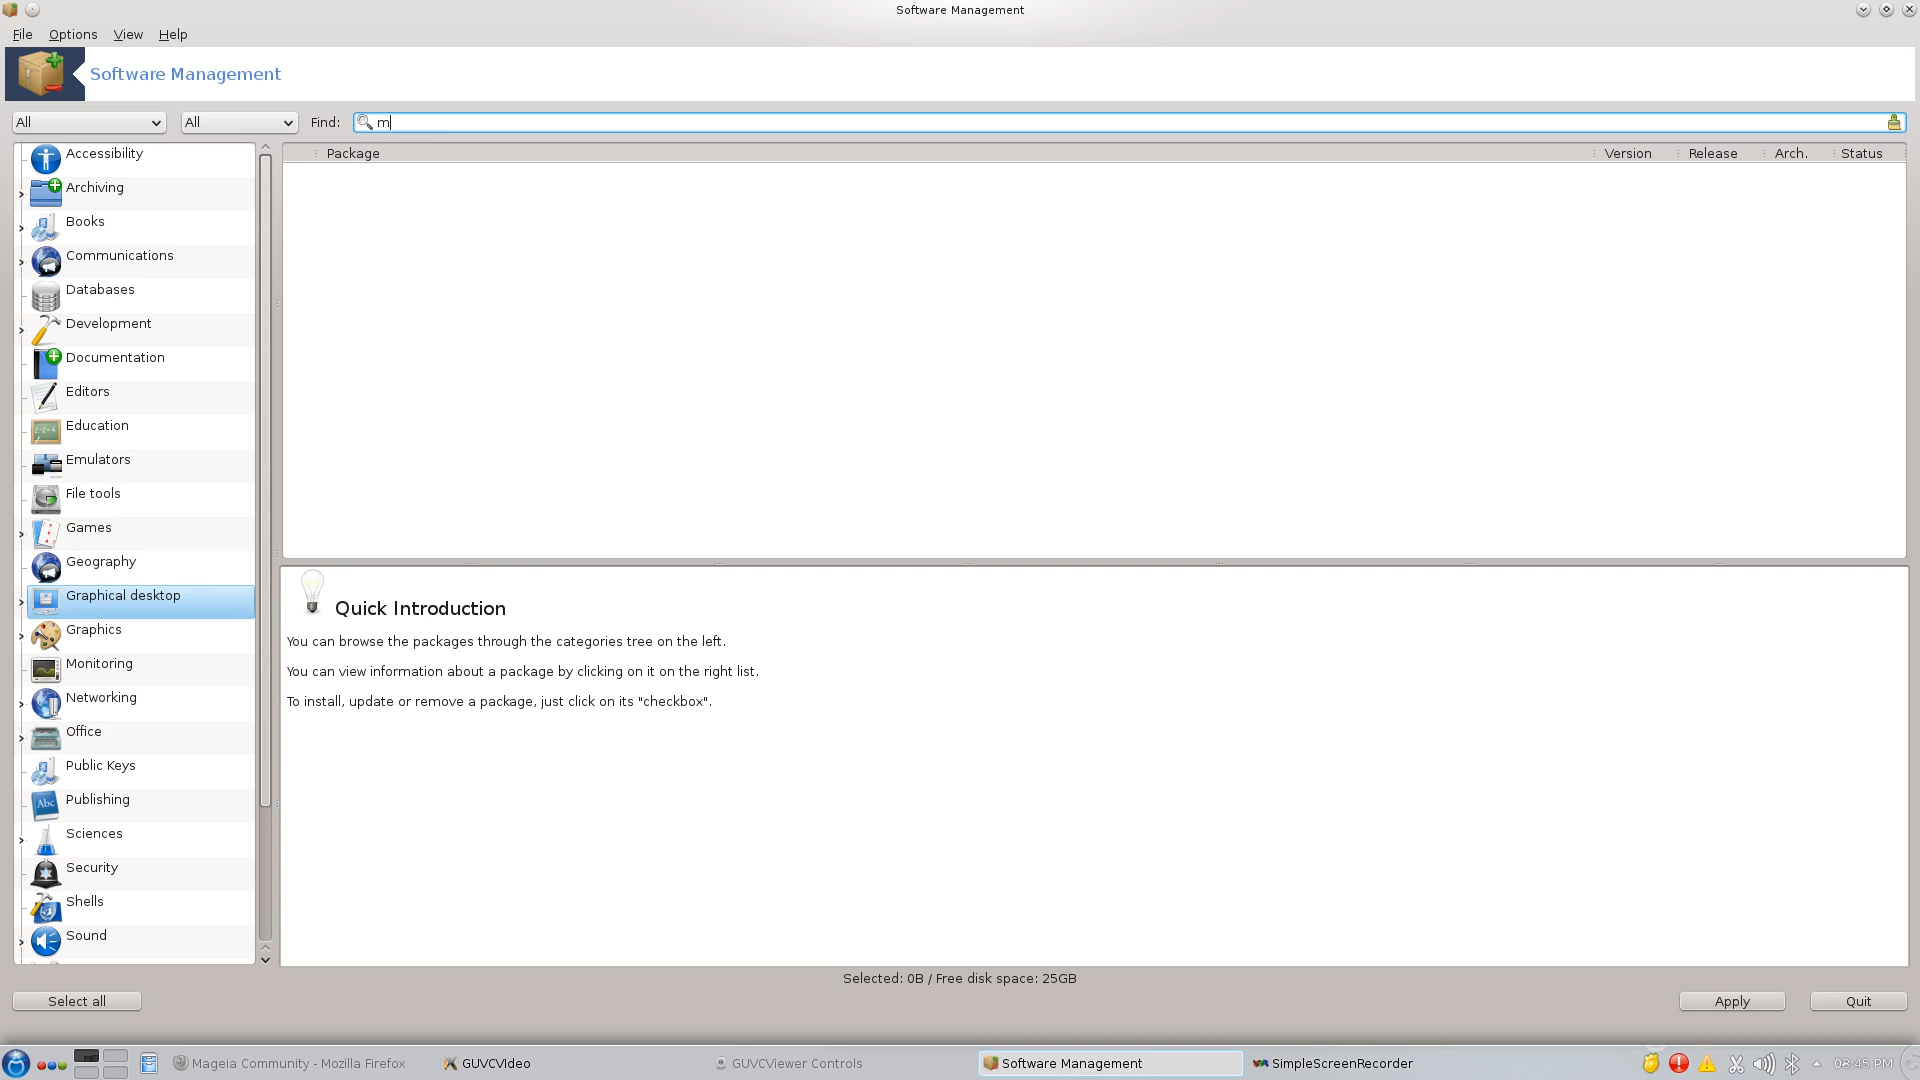 Software Management
File Options View Help
Software Management
All All Find: m
Package Version Release Arch. Status
Accessibility
Archiving
Books
Communications
Databases
Development
Documentation
Editors
Education
Emulators
File tools
Games
Geography
Graphical desktop
Graphics
Monitoring
Networking
Office
Public Keys
Publishing
Sciences
Security
Shells
Sound
Quick Introduction
You can browse the packages through the categories tree on the left.
You can view information about a package by clicking on it on the right list.
To install, update or remove a package, just click on its "checkbox".
Selected: 0B / Free disk space: 25GB
Select all Apply Quit
Mageia Community - Mozilla Firefox GUVCVIdeo GUVCViewer Controls Software Management SimpleScreenRecorder 08:45 PM